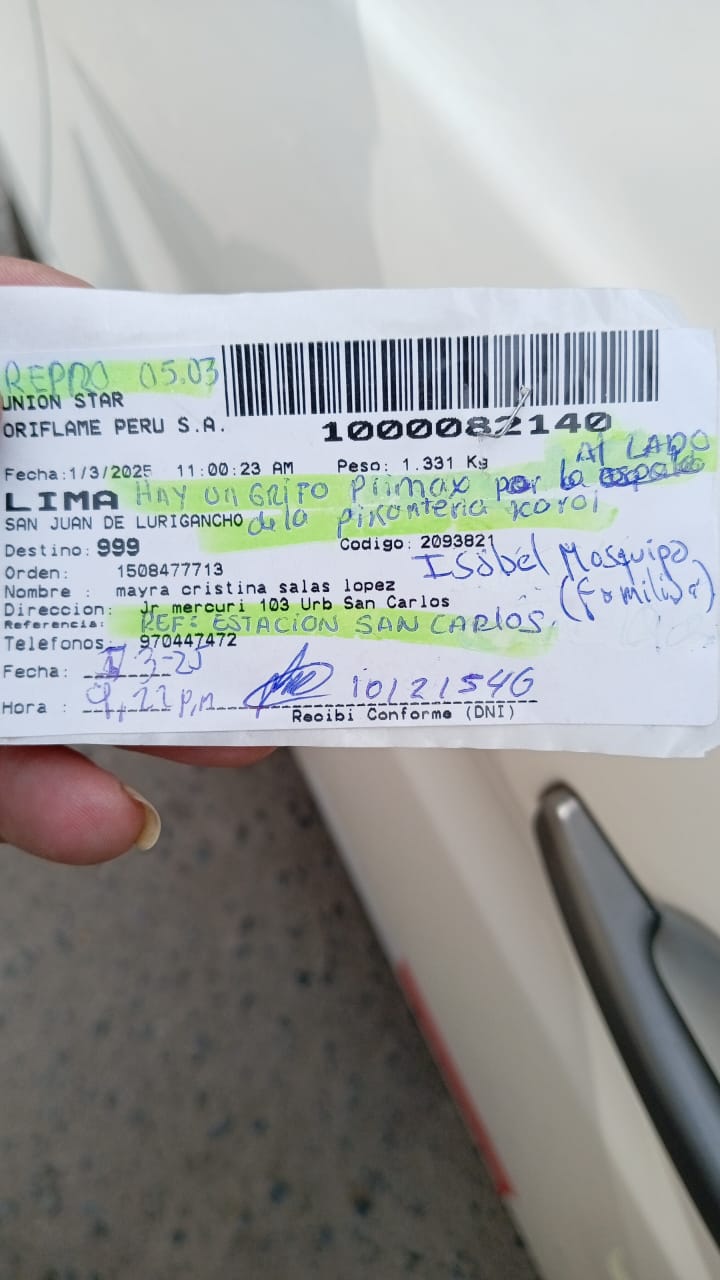 REPRO 05.03
UNION STAR
ORIFLAME PERU S.A.
1000082140
Fecha:1/3/2025 11:00:23 AM Peso: 1.331 Kg
Al LADO
LIMA HAY UN GRIFO Primax por la
SAN JUAN DE LURIGANCHO de la pikanteria
Destino: 999 Codigo: 2093821
Orden: 1508477713 Isabel
Nombre : mayra cristina salas lopez (familiar)
Direccion: Jr mercuri 103 Urb San Carlos
Referencia: REF: ESTACION SAN CARLOS.
Telefonos: 970447472
Fecha: 3-25
Hora : p,m 10121546
Recibi Conforme (DNI)